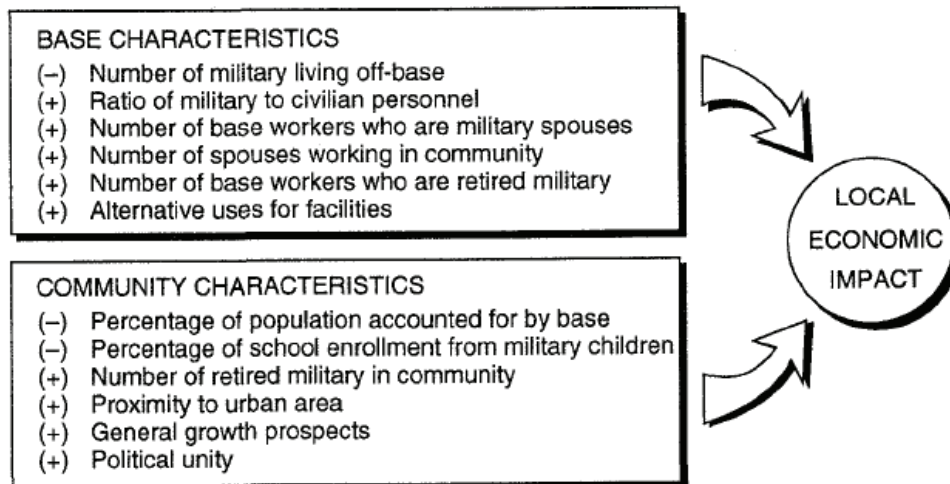 BASE CHARACTERISTICS
(–) Number of military living off-base
(+) Ratio of military to civilian personnel
(+) Number of base workers who are military spouses
(+) Number of spouses working in community
(+) Number of base workers who are retired military
(+) Alternative uses for facilities
COMMUNITY CHARACTERISTICS
(–) Percentage of population accounted for by base
(–) Percentage of school enrollment from military children
(+) Number of retired military in community
(+) Proximity to urban area
(+) General growth prospects
(+) Political unity
LOCAL
ECONOMIC
IMPACT